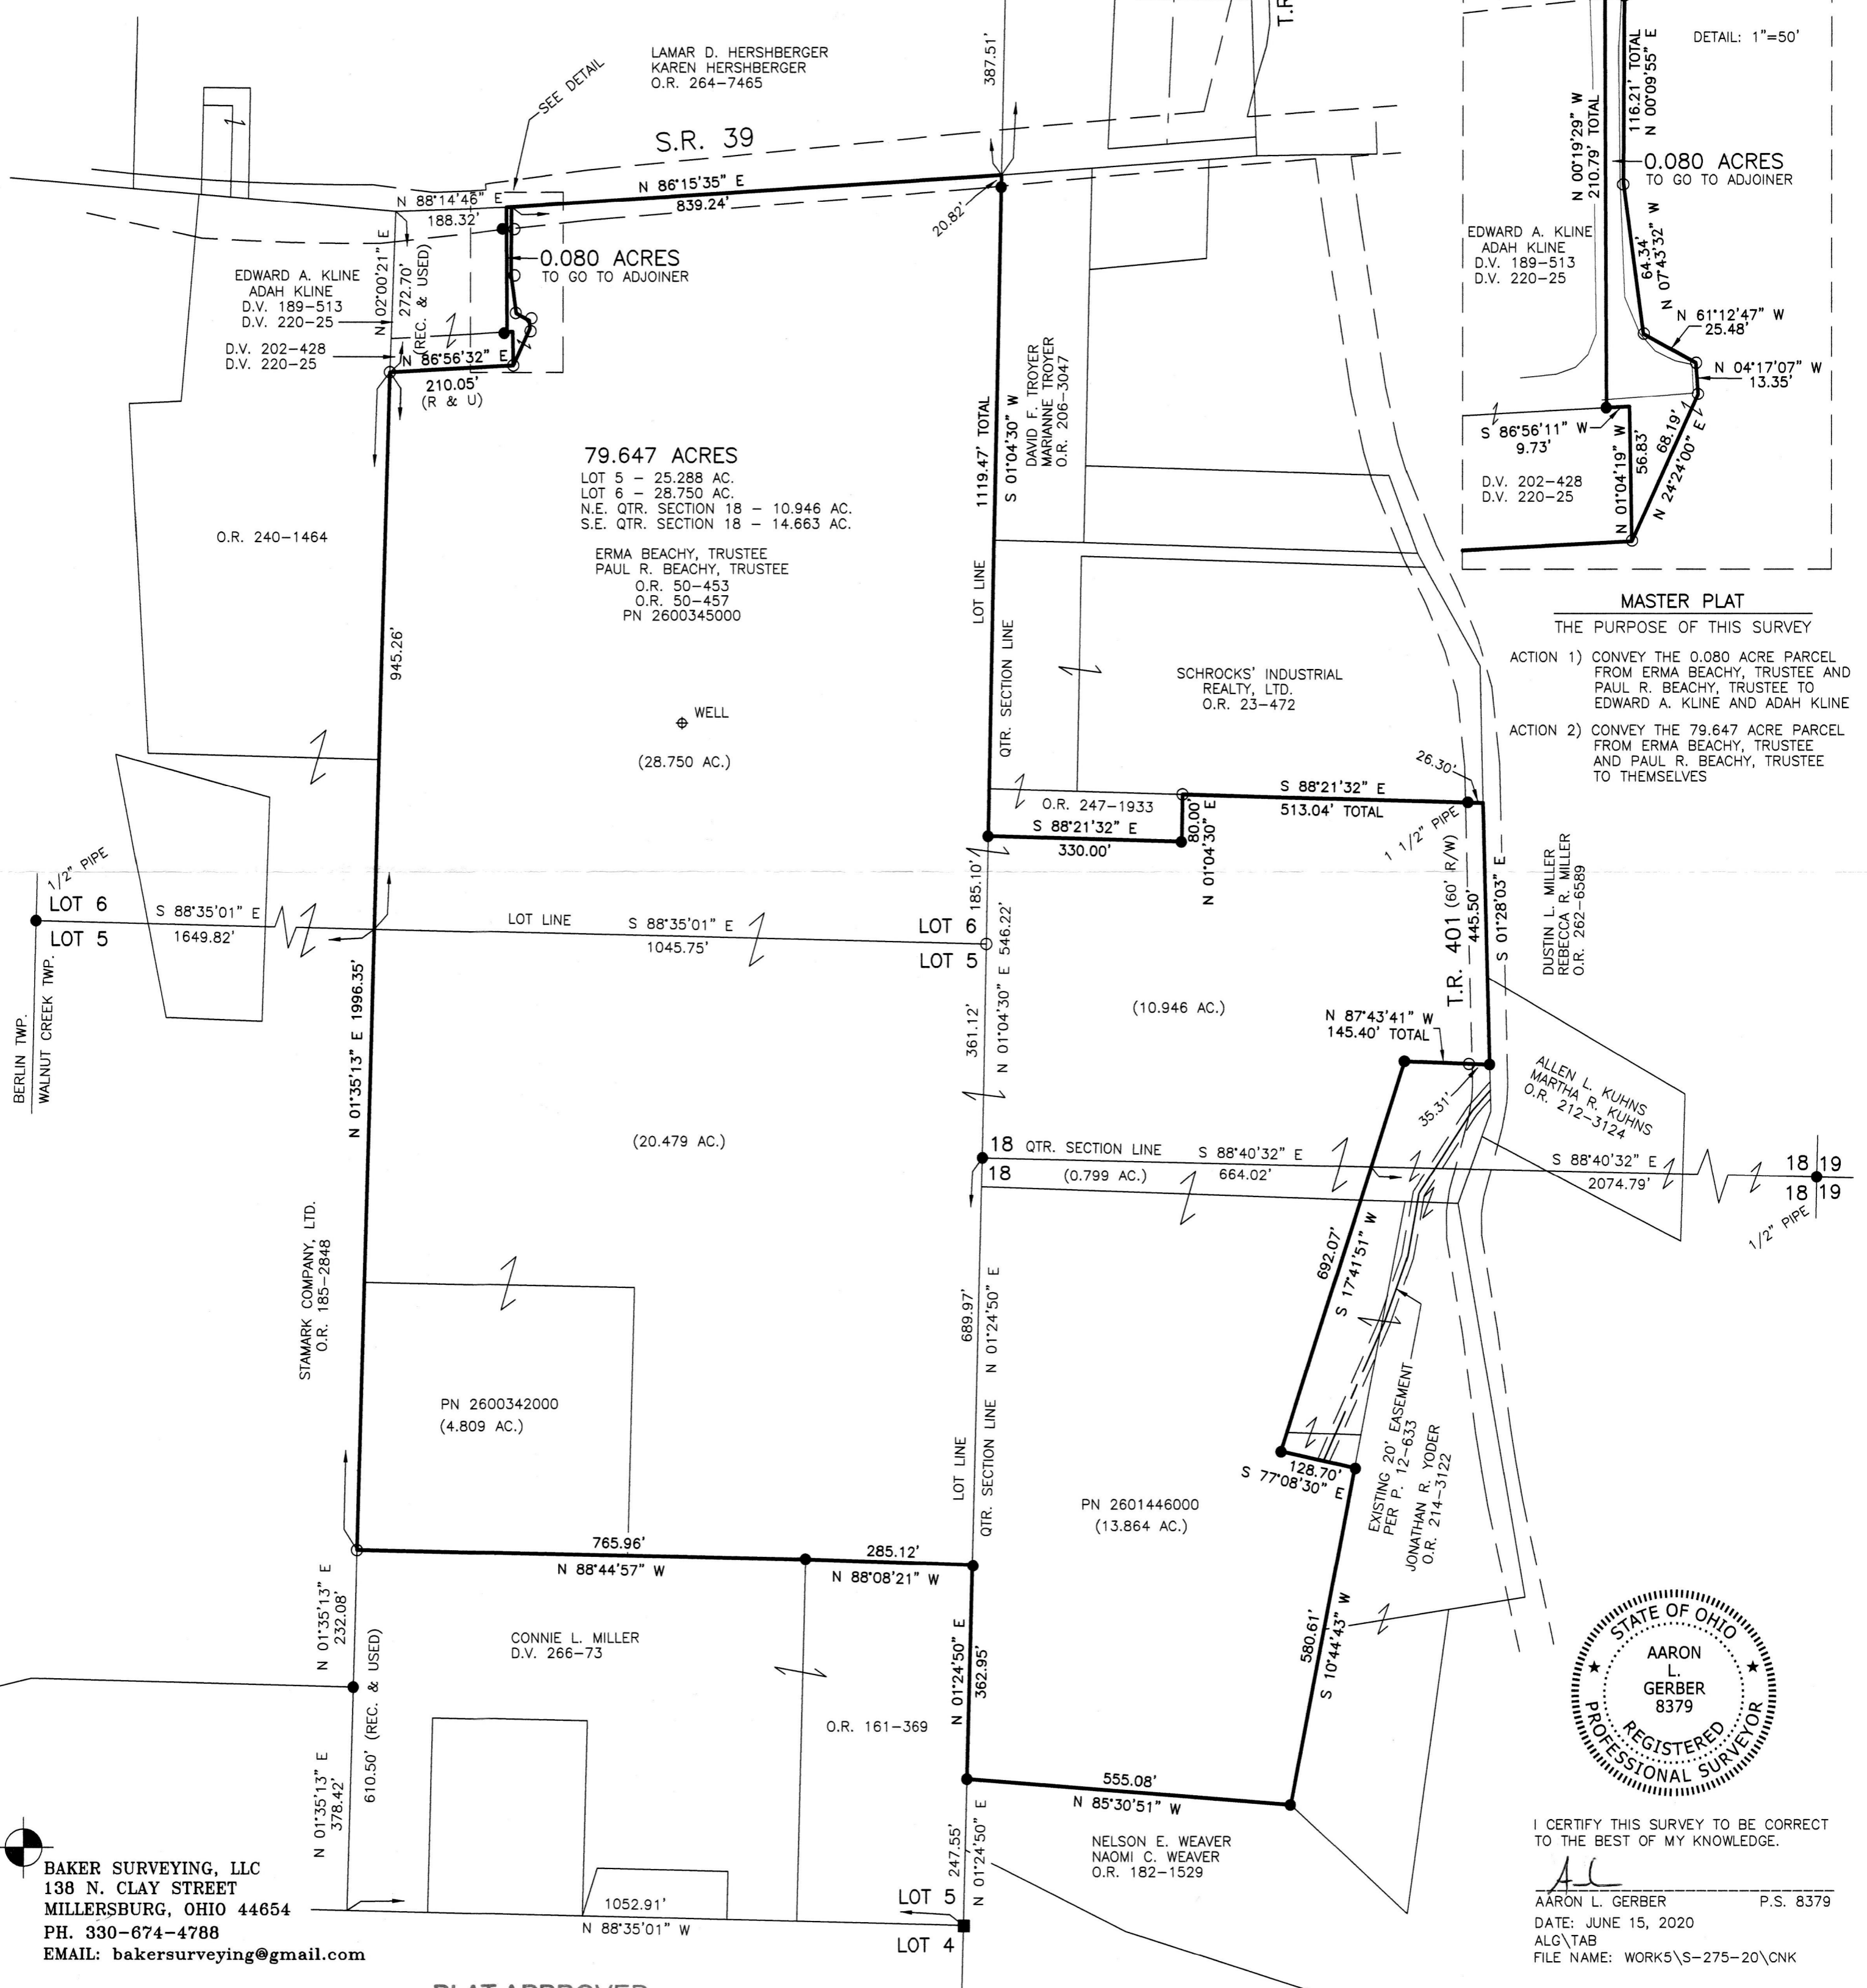 LAMAR D. HERSHBERGER
KAREN HERSHBERGER
O.R. 264-7465
SEE DETAIL
S.R. 39
387.51'
T.R
DETAIL: 1"=50'
N 00°19'29" W
210.79' TOTAL
116.21' TOTAL
N 00°09'55" E
0.080 ACRES
TO GO TO ADJOINER
EDWARD A. KLINE
ADAH KLINE
D.V. 189-513
D.V. 220-25
64.34'
N 07°43'32" W
N 61°12'47" W
25.48'
N 04°17'07" W
13.35'
S 86°56'11" W
9.73'
D.V. 202-428
D.V. 220-25
N 01°04'19" W
56.83'
68.19'
N 24°24'00" E
N 88°14'46" E
188.32'
N 86°15'35" E
839.24'
20.82'
0.080 ACRES
TO GO TO ADJOINER
EDWARD A. KLINE
ADAH KLINE
D.V. 189-513
D.V. 220-25
D.V. 202-428
D.V. 220-25
N 02°00'21" E
272.70'
(REC. & USED)
N 86°56'32" E
210.05'
(R & U)
79.647 ACRES
LOT 5 - 25.288 AC.
LOT 6 - 28.750 AC.
N.E. QTR. SECTION 18 - 10.946 AC.
S.E. QTR. SECTION 18 - 14.663 AC.
ERMA BEACHY, TRUSTEE
PAUL R. BEACHY, TRUSTEE
O.R. 50-453
O.R. 50-457
PN 2600345000
O.R. 240-1464
945.26'
WELL
(28.750 AC.)
1119.47' TOTAL
S 01°04'30" W
DAVID F. TROYER
MARIANNE TROYER
O.R. 206-3047
LOT LINE
QTR. SECTION LINE
SCHROCKS' INDUSTRIAL
REALTY, LTD.
O.R. 23-472
MASTER PLAT
THE PURPOSE OF THIS SURVEY
ACTION 1) CONVEY THE 0.080 ACRE PARCEL
FROM ERMA BEACHY, TRUSTEE AND
PAUL R. BEACHY, TRUSTEE TO
EDWARD A. KLINE AND ADAH KLINE
ACTION 2) CONVEY THE 79.647 ACRE PARCEL
FROM ERMA BEACHY, TRUSTEE
AND PAUL R. BEACHY, TRUSTEE
TO THEMSELVES
O.R. 247-1933
S 88°21'32" E
330.00'
80.00'
N 01°04'30" E
S 88°21'32" E
513.04' TOTAL
26.30'
1 1/2" PIPE
T.R. 401 (60' R/W)
445.50'
S 01°28'03" E
DUSTIN L. MILLER
REBECCA R. MILLER
O.R. 262-6589
1/2" PIPE
LOT 6
LOT 5
S 88°35'01" E
1649.82'
BERLIN TWP.
WALNUT CREEK TWP.
LOT LINE
S 88°35'01" E
1045.75'
LOT 6
LOT 5
185.10'
361.12'
N 01°04'30" E 546.22'
N 01°35'13" E 1996.35'
(10.946 AC.)
N 87°43'41" W
145.40' TOTAL
35.31'
ALLEN L. KUHNS
MARTHA R. KUHNS
O.R. 212-3124
(20.479 AC.)
18 QTR. SECTION LINE
18
S 88°40'32" E
664.02'
(0.799 AC.)
S 88°40'32" E
2074.79'
18 19
18 19
1/2" PIPE
STAMARK COMPANY, LTD.
O.R. 185-2848
689.97'
N 01°24'50" E
LOT LINE
QTR. SECTION LINE
692.07'
S 17°41'51" W
PN 2600342000
(4.809 AC.)
128.70'
S 77°08'30" E
EXISTING 20' EASEMENT
PER P. 12-633
JONATHAN R. YODER
O.R. 214-3122
PN 2601446000
(13.864 AC.)
765.96'
N 88°44'57" W
285.12'
N 88°08'21" W
N 01°35'13" E
232.08'
CONNIE L. MILLER
D.V. 266-73
610.50' (REC. & USED)
N 01°35'13" E
378.42'
O.R. 161-369
N 01°24'50" E
362.95'
580.61'
S 10°44'43" W
555.08'
N 85°30'51" W
NELSON E. WEAVER
NAOMI C. WEAVER
O.R. 182-1529
247.55'
N 01°24'50" E
LOT 5
LOT 4
1052.91'
N 88°35'01" W
BAKER SURVEYING, LLC
138 N. CLAY STREET
MILLERSBURG, OHIO 44654
PH. 330-674-4788
EMAIL: bakersurveying@gmail.com
STATE OF OHIO
AARON
L.
GERBER
8379
REGISTERED
PROFESSIONAL SURVEYOR
I CERTIFY THIS SURVEY TO BE CORRECT
TO THE BEST OF MY KNOWLEDGE.
AARON L. GERBER P.S. 8379
DATE: JUNE 15, 2020
ALG\TAB
FILE NAME: WORK5\S-275-20\CNK
PLAT APPROVED